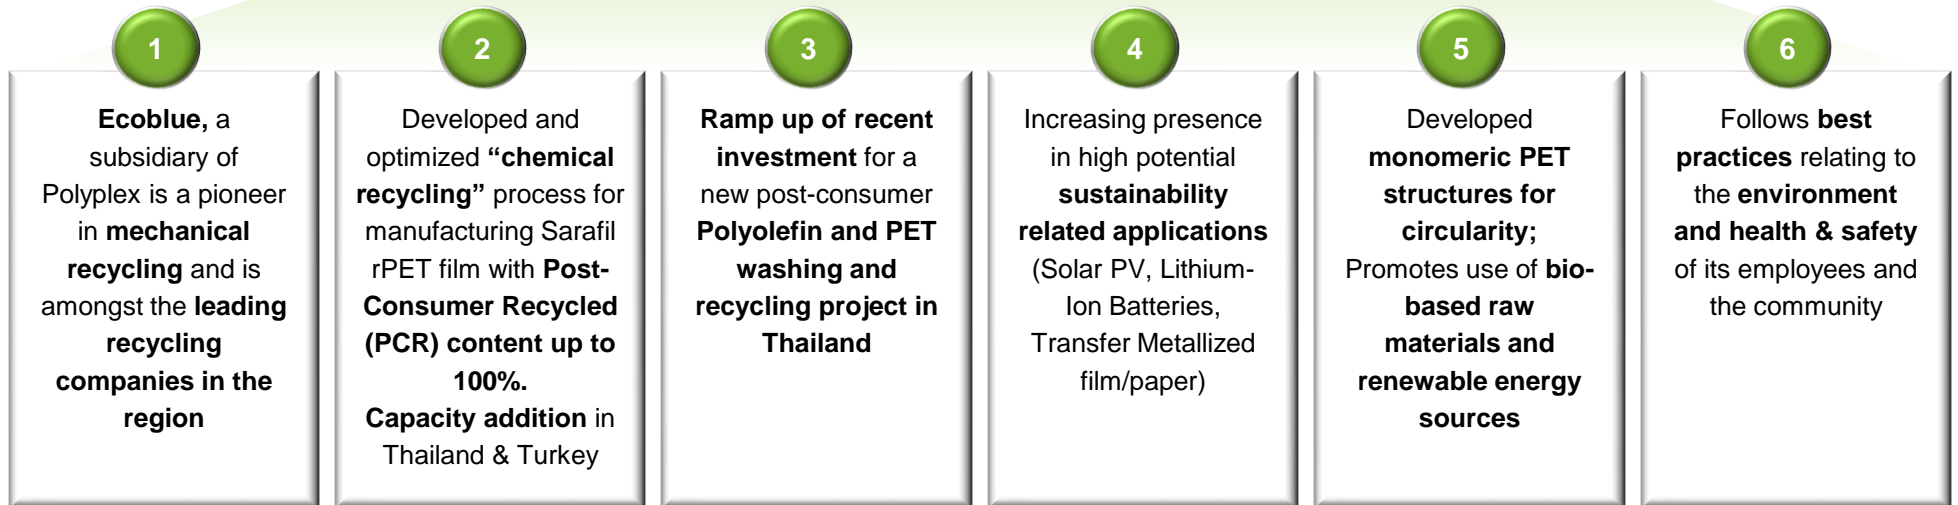 1
Ecoblue, a
subsidiary of
Polyplex is a pioneer
in mechanical
recycling and is
amongst the leading
recycling
companies in the
region
2
Developed and
optimized “chemical
recycling” process for
manufacturing Sarafil
rPET film with Post-
Consumer Recycled
(PCR) content up to
100%.
Capacity addition in
Thailand & Turkey
3
Ramp up of recent
investment for a
new post-consumer
Polyolefin and PET
washing and
recycling project in
Thailand
4
Increasing presence
in high potential
sustainability
related applications
(Solar PV, Lithium-
Ion Batteries,
Transfer Metallized
film/paper)
5
Developed
monomeric PET
structures for
circularity;
Promotes use of bio-
based raw
materials and
renewable energy
sources
6
Follows best
practices relating to
the environment
and health & safety
of its employees and
the community